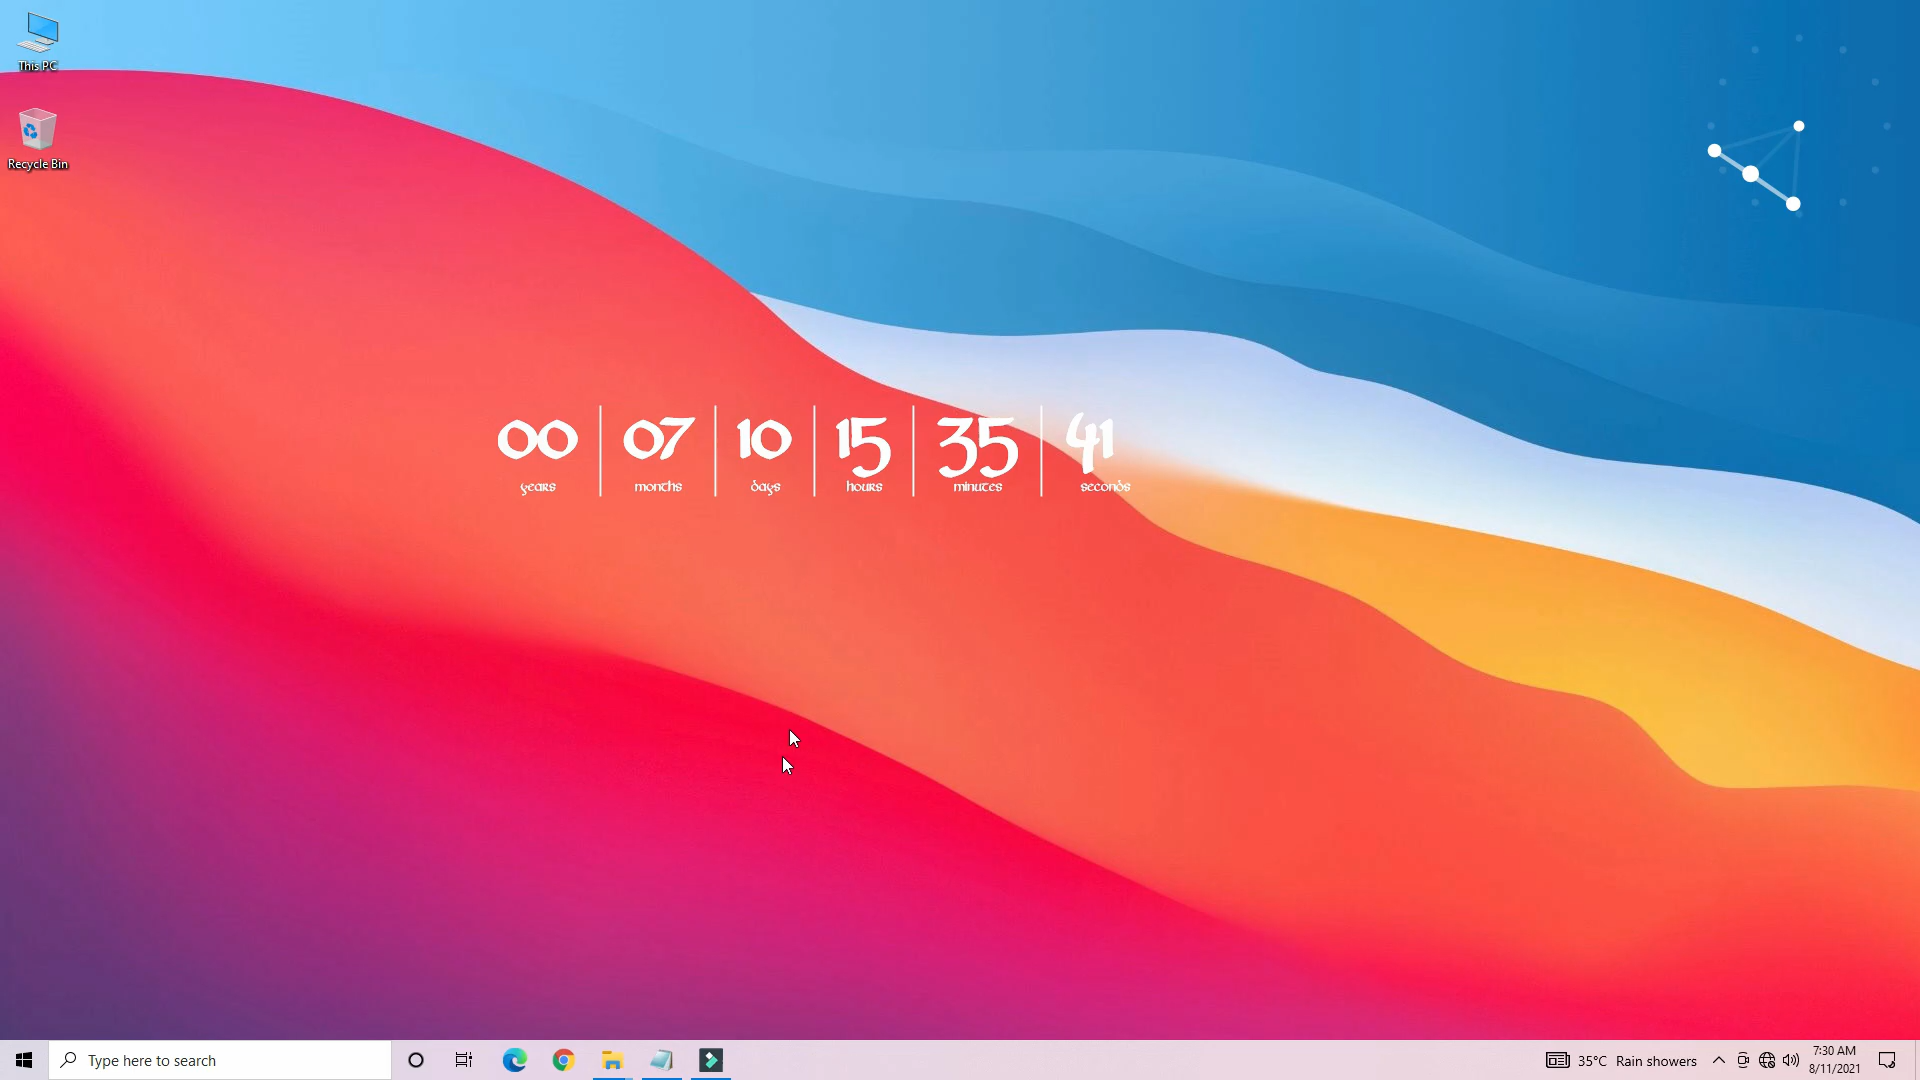 This PC
Recycle Bin
00 07 10 15 35 41
years months days hours minutes seconds
Type here to search
35°C Rain showers
7:30 AM
8/11/2021